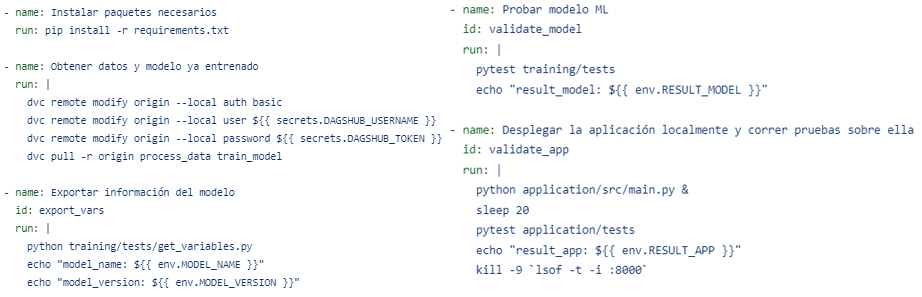 - name: Instalar paquetes necesarios
run: pip install -r requirements.txt
- name: Obtener datos y modelo ya entrenado
run: |
dvc remote modify origin --local auth basic
dvc remote modify origin --local user ${{ secrets.DAGSHUB_USERNAME }}
dvc remote modify origin --local password ${{ secrets.DAGSHUB_TOKEN }}
dvc pull -r origin process_data train_model
- name: Exportar información del modelo
id: export_vars
run: |
python training/tests/get_variables.py
echo "model_name: ${{ env.MODEL_NAME }}"
echo "model_version: ${{ env.MODEL_VERSION }}"
- name: Probar modelo ML
id: validate_model
run: |
pytest training/tests
echo "result_model: ${{ env.RESULT_MODEL }}"
- name: Desplegar la aplicación localmente y correr pruebas sobre ella
id: validate_app
run: |
python application/src/main.py &
sleep 20
pytest application/tests
echo "result_app: ${{ env.RESULT_APP }}"
kill -9 `lsof -t -i :8000`